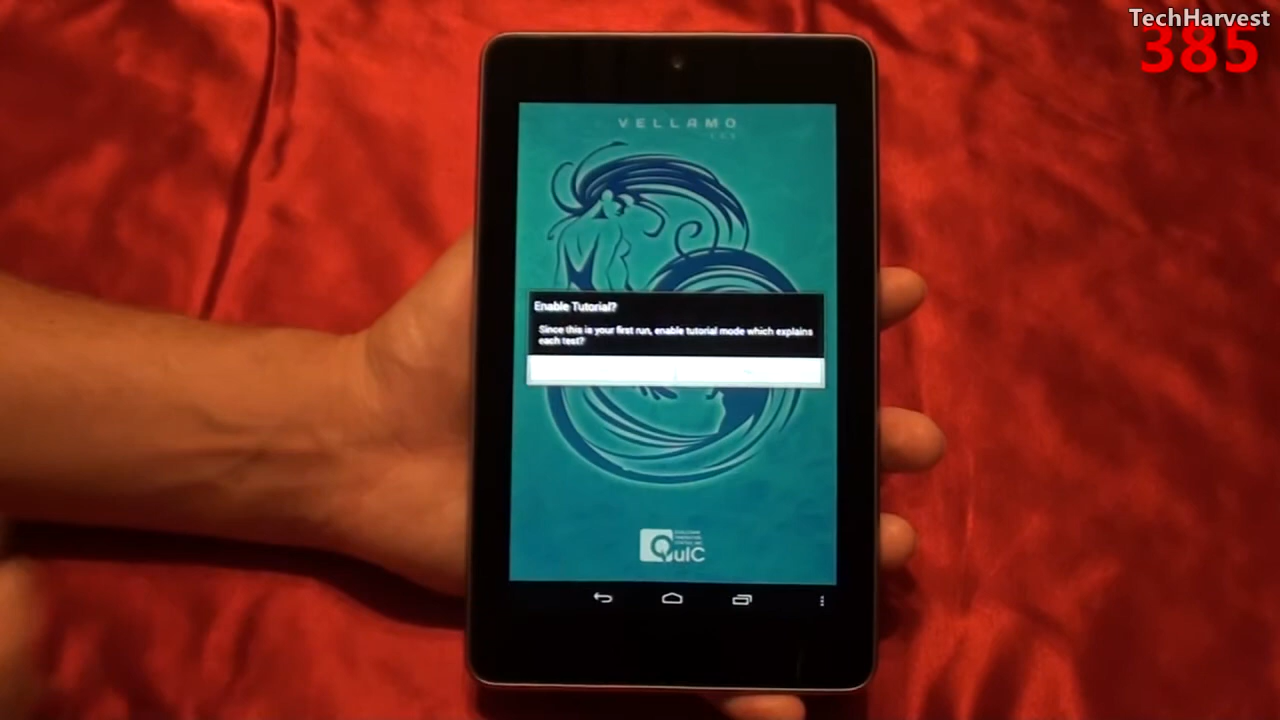 TechHarvest
385
VELLAMO
Enable Tutorial?
Since this is your first run, enable tutorial mode which explains
each test?
QuIC